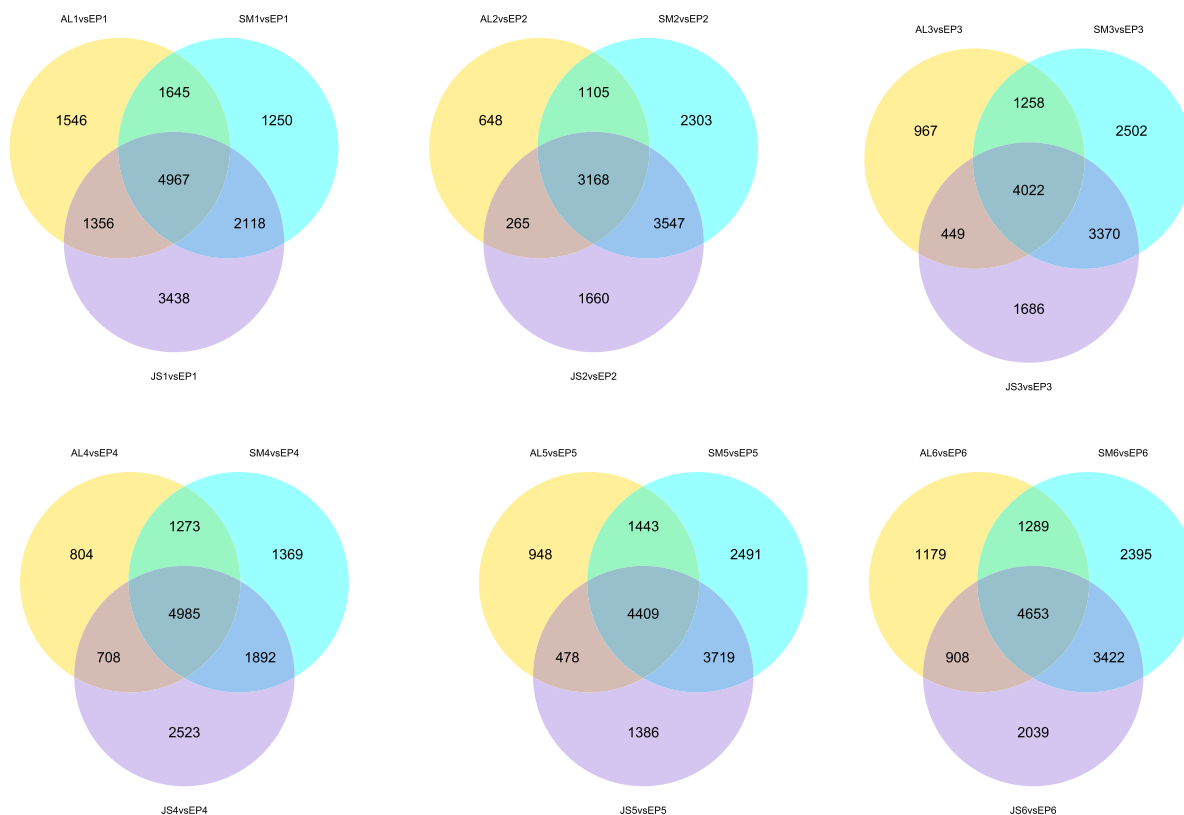 AL1vsEP1 SM1vsEP1
1645
1546 1250
4967
1356 2118
3438
JS1vsEP1
AL2vsEP2 SM2vsEP2
1105
648 2303
3168
265 3547
1660
JS2vsEP2
AL3vsEP3 SM3vsEP3
1258
967 2502
4022
449 3370
1686
JS3vsEP3
AL4vsEP4 SM4vsEP4
1273
804 1369
4985
708 1892
2523
JS4vsEP4
AL5vsEP5 SM5vsEP5
1443
948 2491
4409
478 3719
1386
JS5vsEP5
AL6vsEP6 SM6vsEP6
1289
1179 2395
4653
908 3422
2039
JS6vsEP6